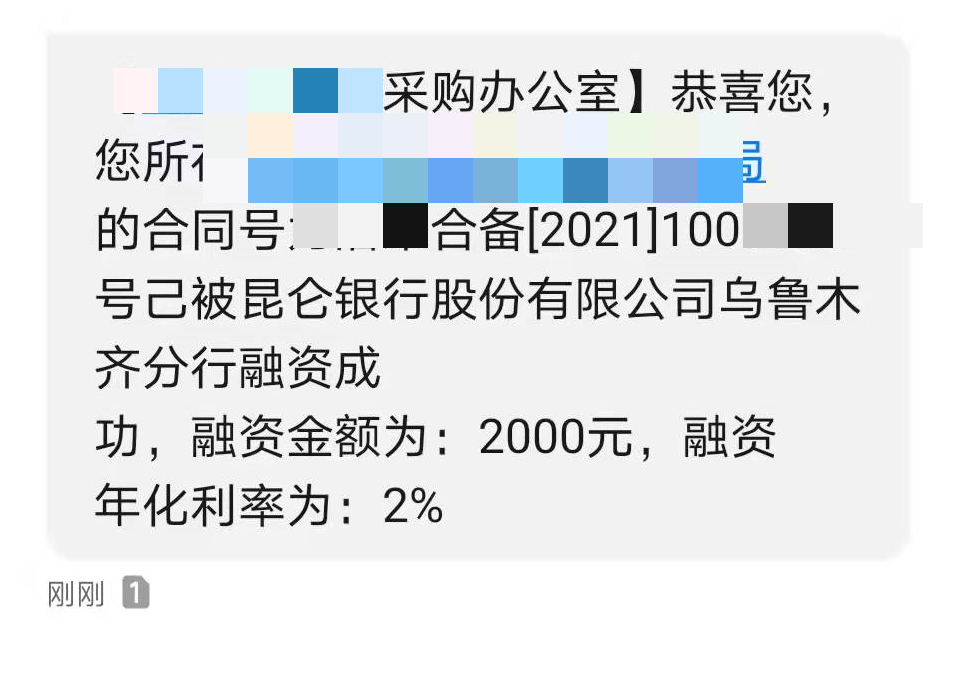 采购办公室】恭喜您，
您所
局
的合同号 合备[2021]100
号己被昆仑银行股份有限公司乌鲁木
齐分行融资成
功，融资金额为：2000元，融资
年化利率为：2%
刚刚 1